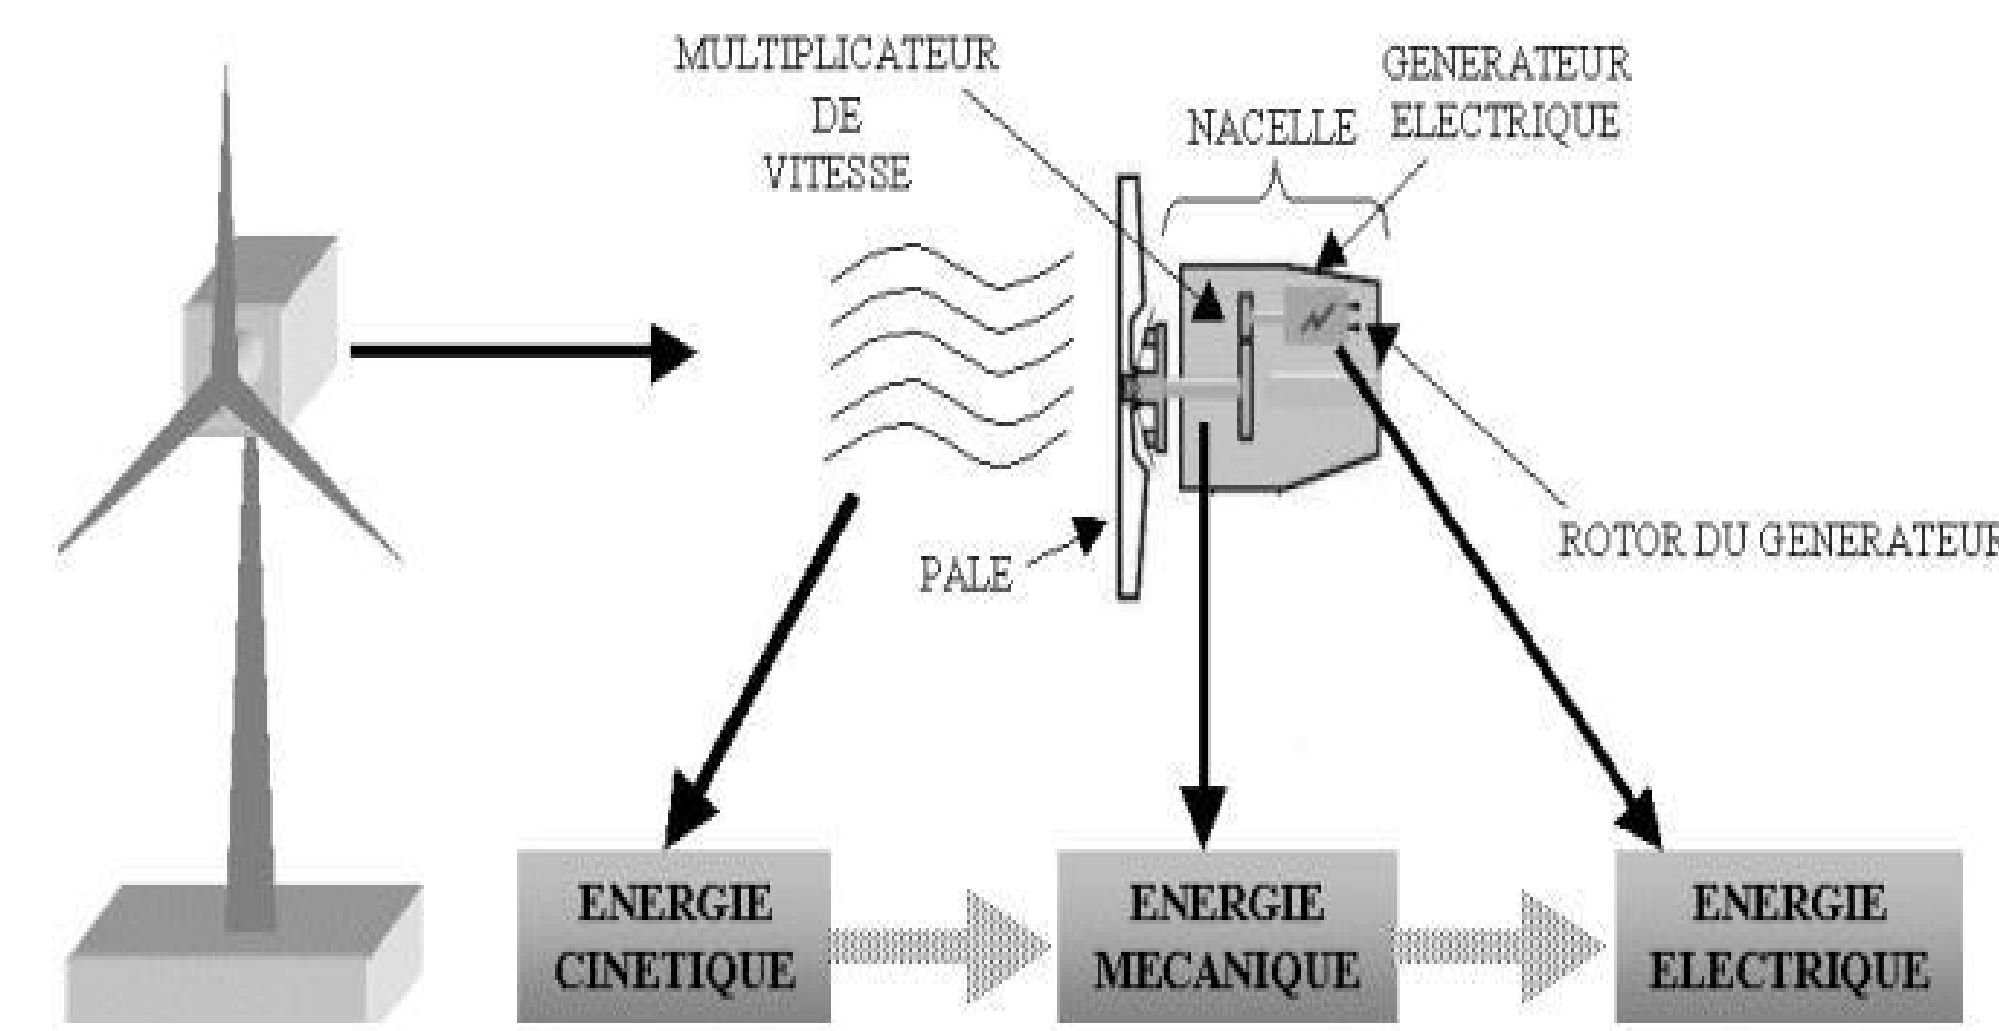 MULTIPLICATEUR
DE
VITESSE
NACELLE
GENERATEUR
ELECTRIQUE
PALE
ROTOR DU GENERATEUR
ENERGIE
CINETIQUE
ENERGIE
MECANIQUE
ENERGIE
ELECTRIQUE